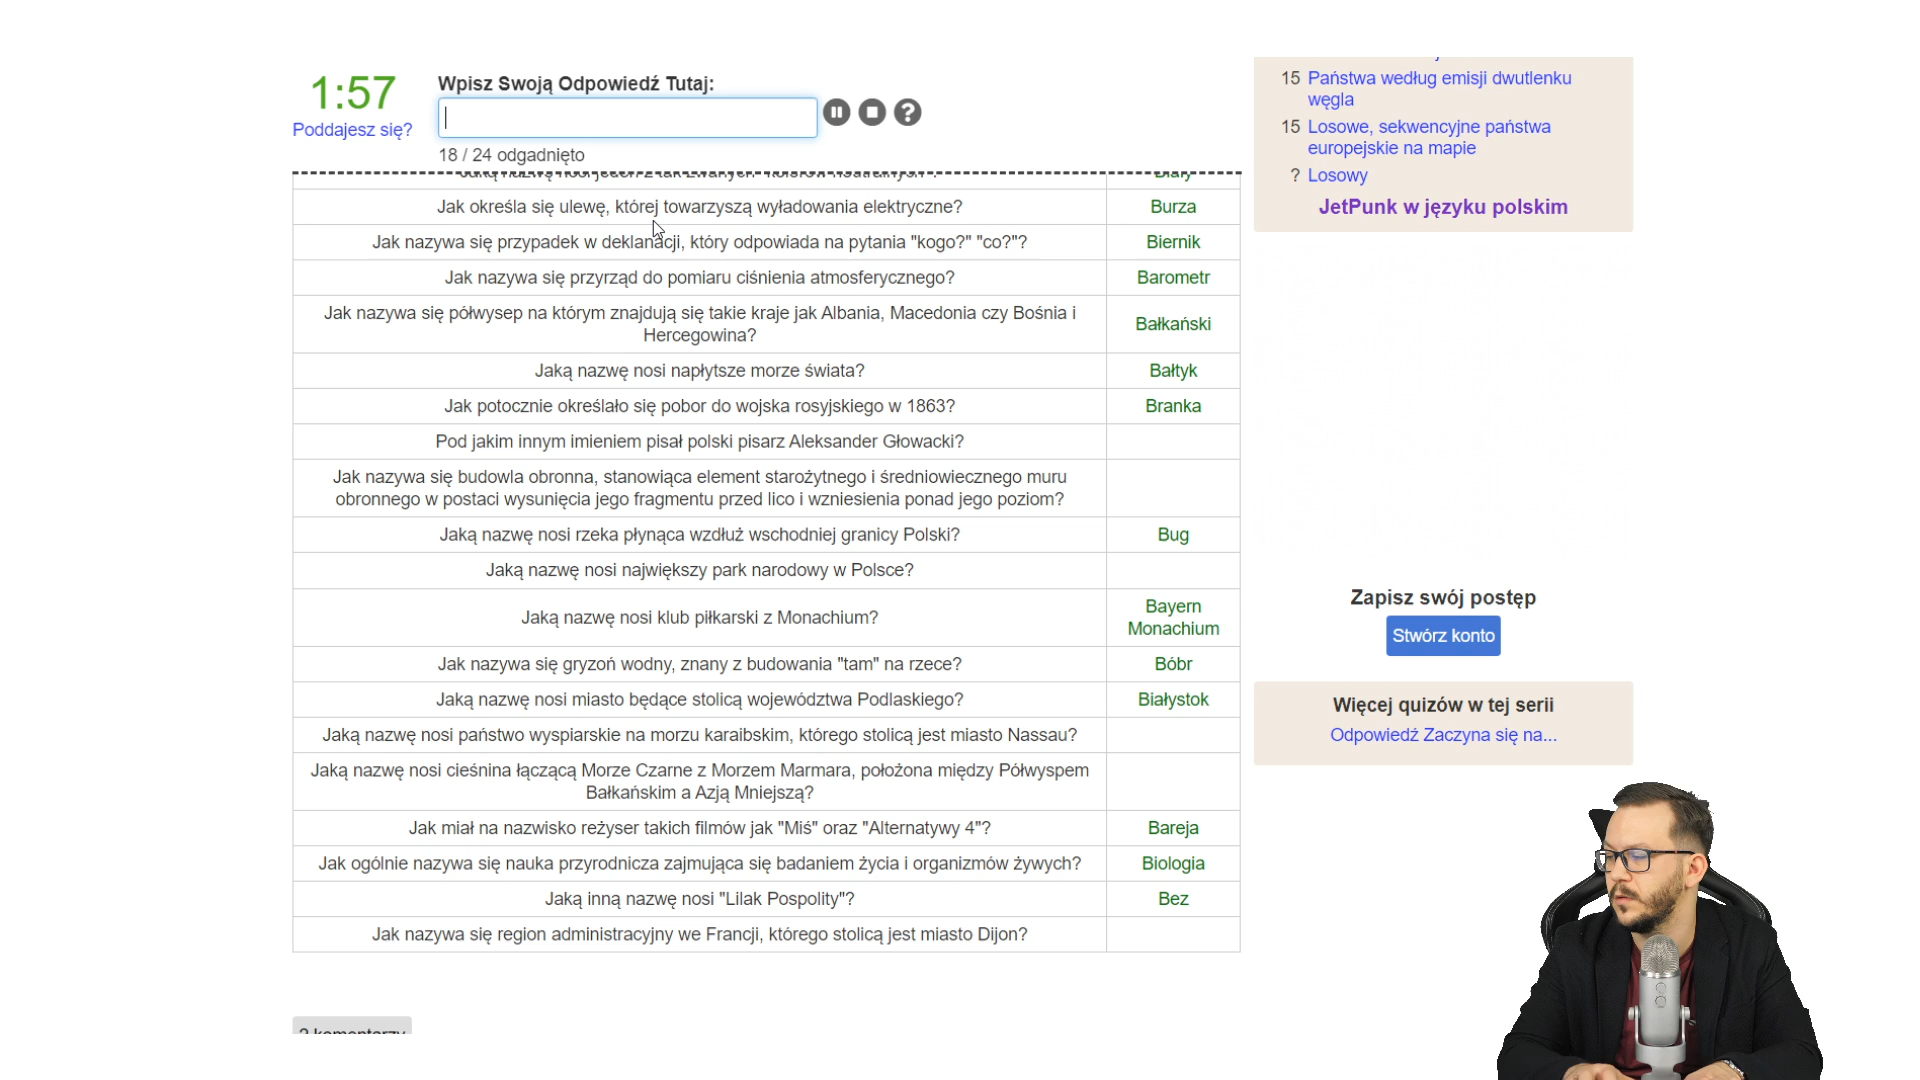 1:57
Poddajesz się?
Wpisz Swoją Odpowiedź Tutaj:
18 / 24 odgadnięto
Jak określa się ulewę, której towarzyszą wyładowania elektryczne?
Burza
Jak nazywa się przypadek w deklanacji, który odpowiada na pytania "kogo?" "co?"?
Biernik
Jak nazywa się przyrząd do pomiaru ciśnienia atmosferycznego?
Barometr
Jak nazywa się półwysep na którym znajdują się takie kraje jak Albania, Macedonia czy Bośnia i
Hercegowina?
Bałkański
Jaką nazwę nosi napłytsze morze świata?
Bałtyk
Jak potocznie określało się pobor do wojska rosyjskiego w 1863?
Branka
Pod jakim innym imieniem pisał polski pisarz Aleksander Głowacki?
Jak nazywa się budowla obronna, stanowiąca element starożytnego i średniowiecznego muru
obronnego w postaci wysunięcia jego fragmentu przed lico i wzniesienia ponad jego poziom?
Jaką nazwę nosi rzeka płynąca wzdłuż wschodniej granicy Polski?
Bug
Jaką nazwę nosi największy park narodowy w Polsce?
Jaką nazwę nosi klub piłkarski z Monachium?
Bayern
Monachium
Jak nazywa się gryzoń wodny, znany z budowania "tam" na rzece?
Bóbr
Jaką nazwę nosi miasto będące stolicą województwa Podlaskiego?
Białystok
Jaką nazwę nosi państwo wyspiarskie na morzu karaibskim, którego stolicą jest miasto Nassau?
Jaką nazwę nosi cieśnina łączącą Morze Czarne z Morzem Marmara, położona między Półwyspem
Bałkańskim a Azją Mniejszą?
Jak miał na nazwisko reżyser takich filmów jak "Miś" oraz "Alternatywy 4"?
Bareja
Jak ogólnie nazywa się nauka przyrodnicza zajmująca się badaniem życia i organizmów żywych?
Biologia
Jaką inną nazwę nosi "Lilak Pospolity"?
Bez
Jak nazywa się region administracyjny we Francji, którego stolicą jest miasto Dijon?
15 Państwa według emisji dwutlenku
węgla
15 Losowe, sekwencyjne państwa
europejskie na mapie
? Losowy
JetPunk w języku polskim
Zapisz swój postęp
Stwórz konto
Więcej quizów w tej serii
Odpowiedź Zaczyna się na...